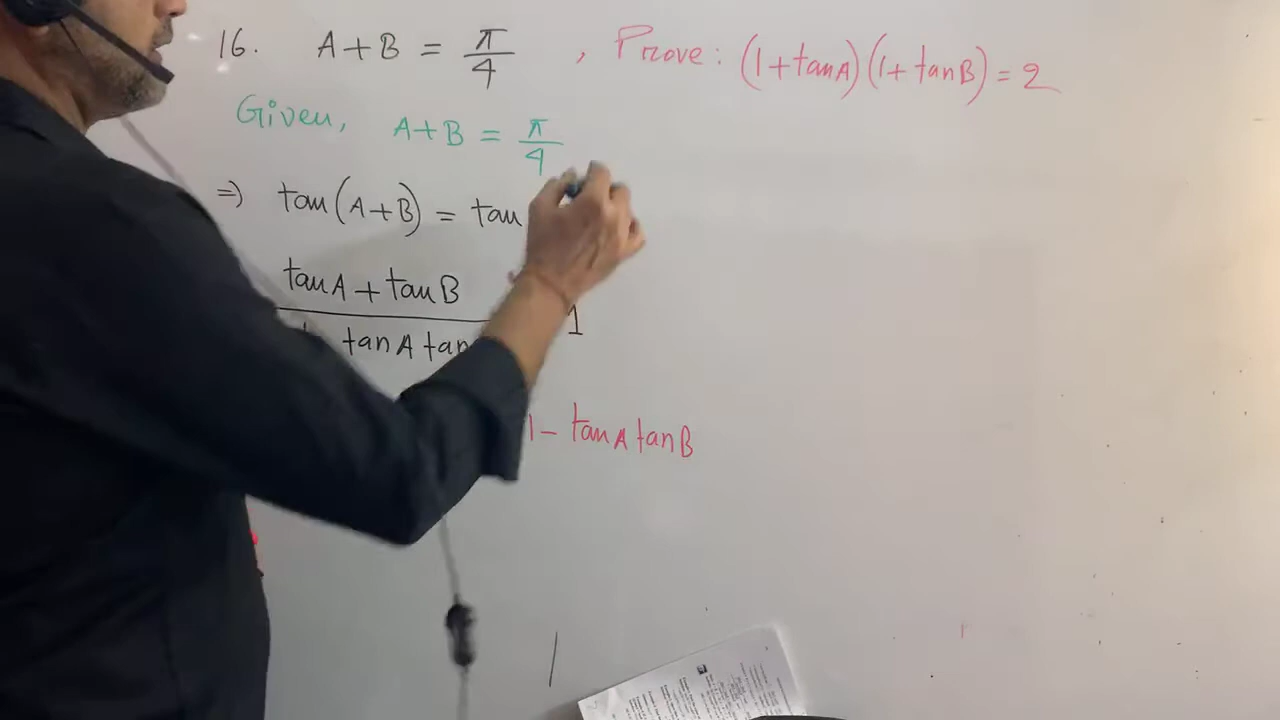 16. A+B = π/4 , Prove: (1+tanA)(1+tanB) = 2
Given, A+B = π/4
⇒ tan(A+B) = tan
tanA + tanB
tanA tan
1
1 - tanA tanB